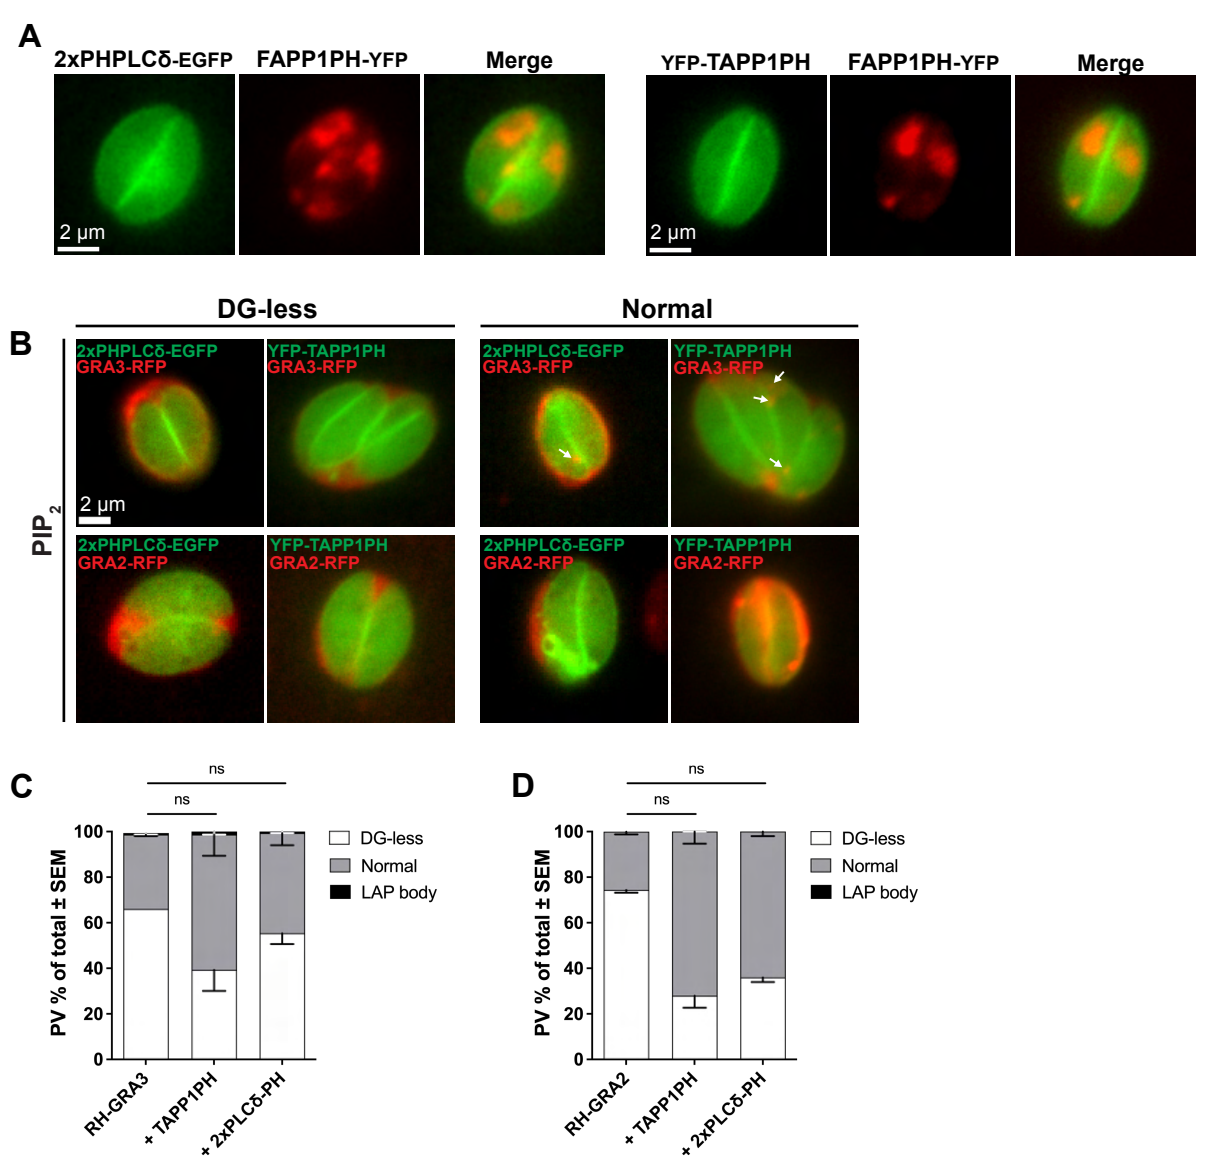 A
2xPHPLCδ-EGFP FAPP1PH-YFP Merge YFP-TAPP1PH FAPP1PH-YFP Merge
2 µm 2 µm
DG-less Normal
B
2xPHPLCδ-EGFP YFP-TAPP1PH 2xPHPLCδ-EGFP YFP-TAPP1PH
GRA3-RFP GRA3-RFP GRA3-RFP GRA3-RFP
2 µm
PIP2
2xPHPLCδ-EGFP YFP-TAPP1PH 2xPHPLCδ-EGFP YFP-TAPP1PH
GRA2-RFP GRA2-RFP GRA2-RFP GRA2-RFP
C
ns
ns
PV % of total ± SEM
100
80
60
40
20
0
DG-less
Normal
LAP body
RH-GRA3
+ TAPP1PH
+ 2xPLCδ-PH
D
ns
ns
PV % of total ± SEM
100
80
60
40
20
0
DG-less
Normal
LAP body
RH-GRA2
+ TAPP1PH
+ 2xPLCδ-PH